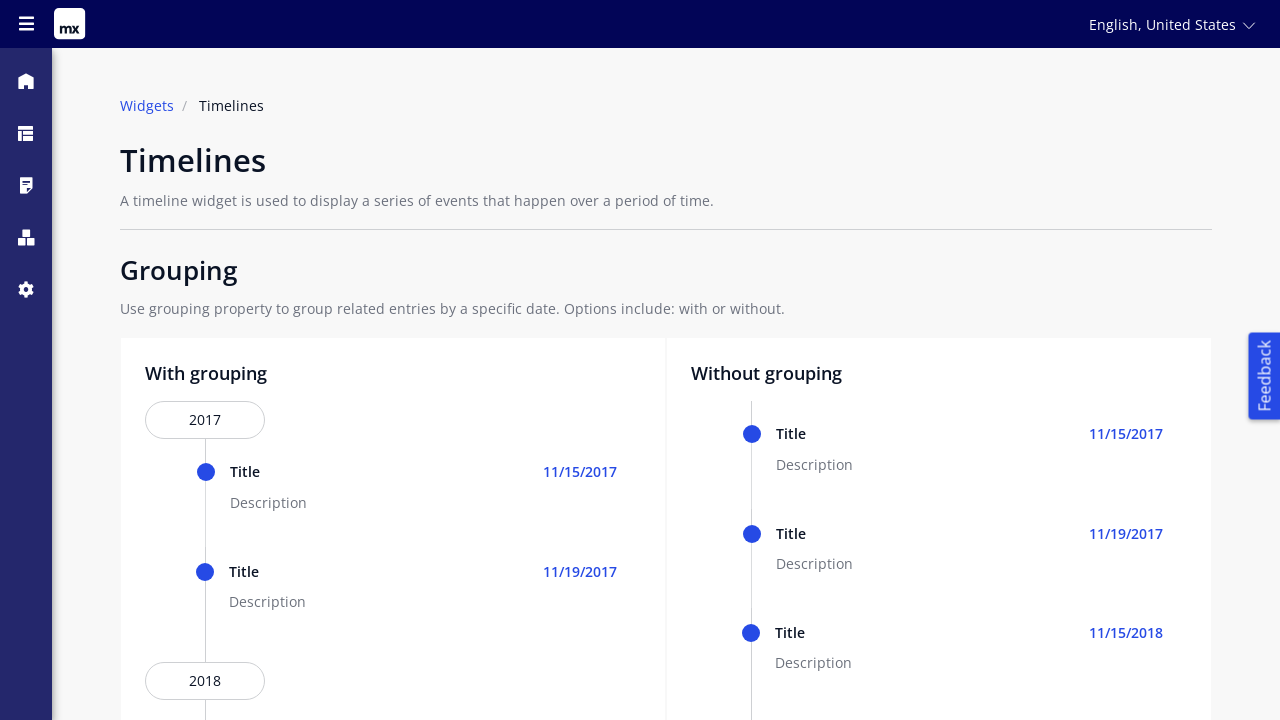 mx
English, United States
Widgets / Timelines
Timelines
A timeline widget is used to display a series of events that happen over a period of time.
Grouping
Use grouping property to group related entries by a specific date. Options include: with or without.
With grouping
2017
Title 11/15/2017
Description
Title 11/19/2017
Description
2018
Without grouping
Title 11/15/2017
Description
Title 11/19/2017
Description
Title 11/15/2018
Description
Feedback